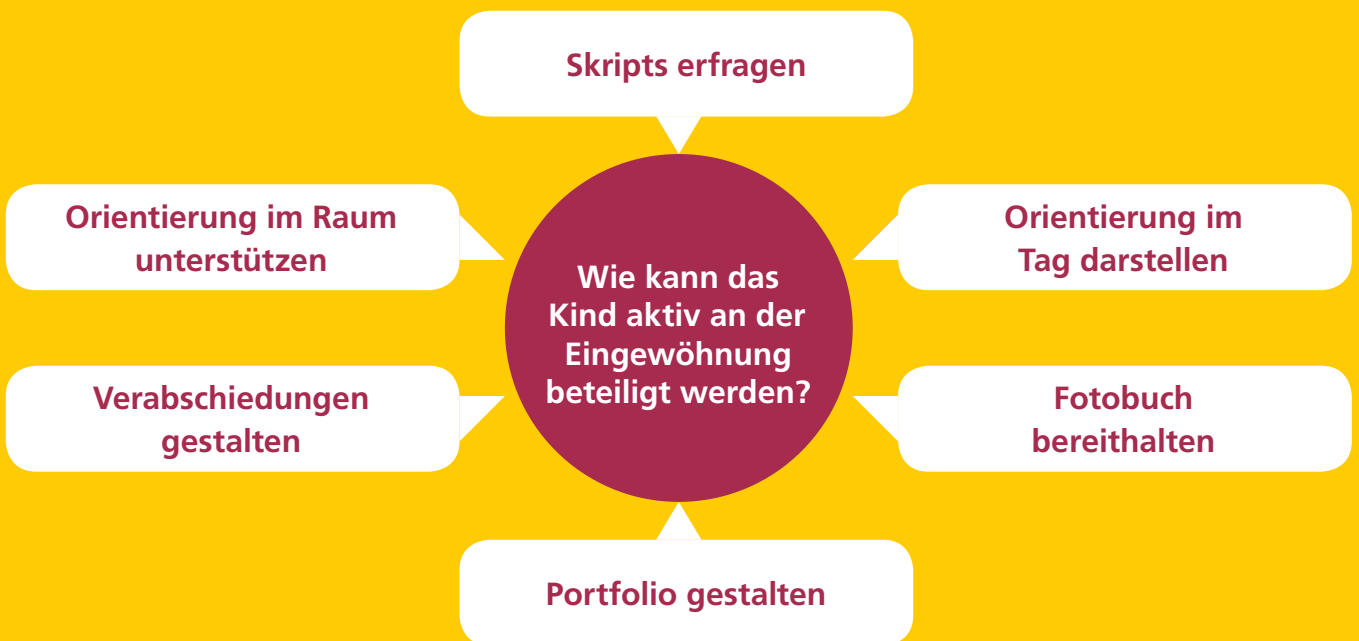 Skripts erfragen
Orientierung im Raum
unterstützen
Orientierung im
Tag darstellen
Wie kann das
Kind aktiv an der
Eingewöhnung
beteiligt werden?
Verabschiedungen
gestalten
Fotobuch
bereithalten
Portfolio gestalten